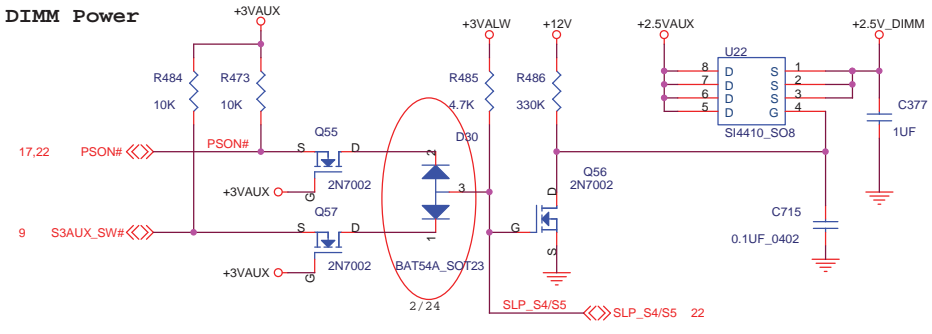 DIMM Power
+3VAUX
+3VALW
+12V
+2.5VAUX
+2.5V_DIMM
U22
R484
10K
R473
10K
R485
4.7K
R486
330K
8 D S 1
7 D S 2
6 D S 3
5 D G 4
SI4410_SO8
C377
1UF
17,22 PSON#
PSON#
Q55
S D
G
2N7002
+3VAUX
D30
2
3
1
BAT54A_SOT23
2/24
Q56
2N7002
D
G
S
9 S3AUX_SW#
Q57
S D
G
2N7002
+3VAUX
C715
0.1UF_0402
SLP_S4/S5
SLP_S4/S5 22